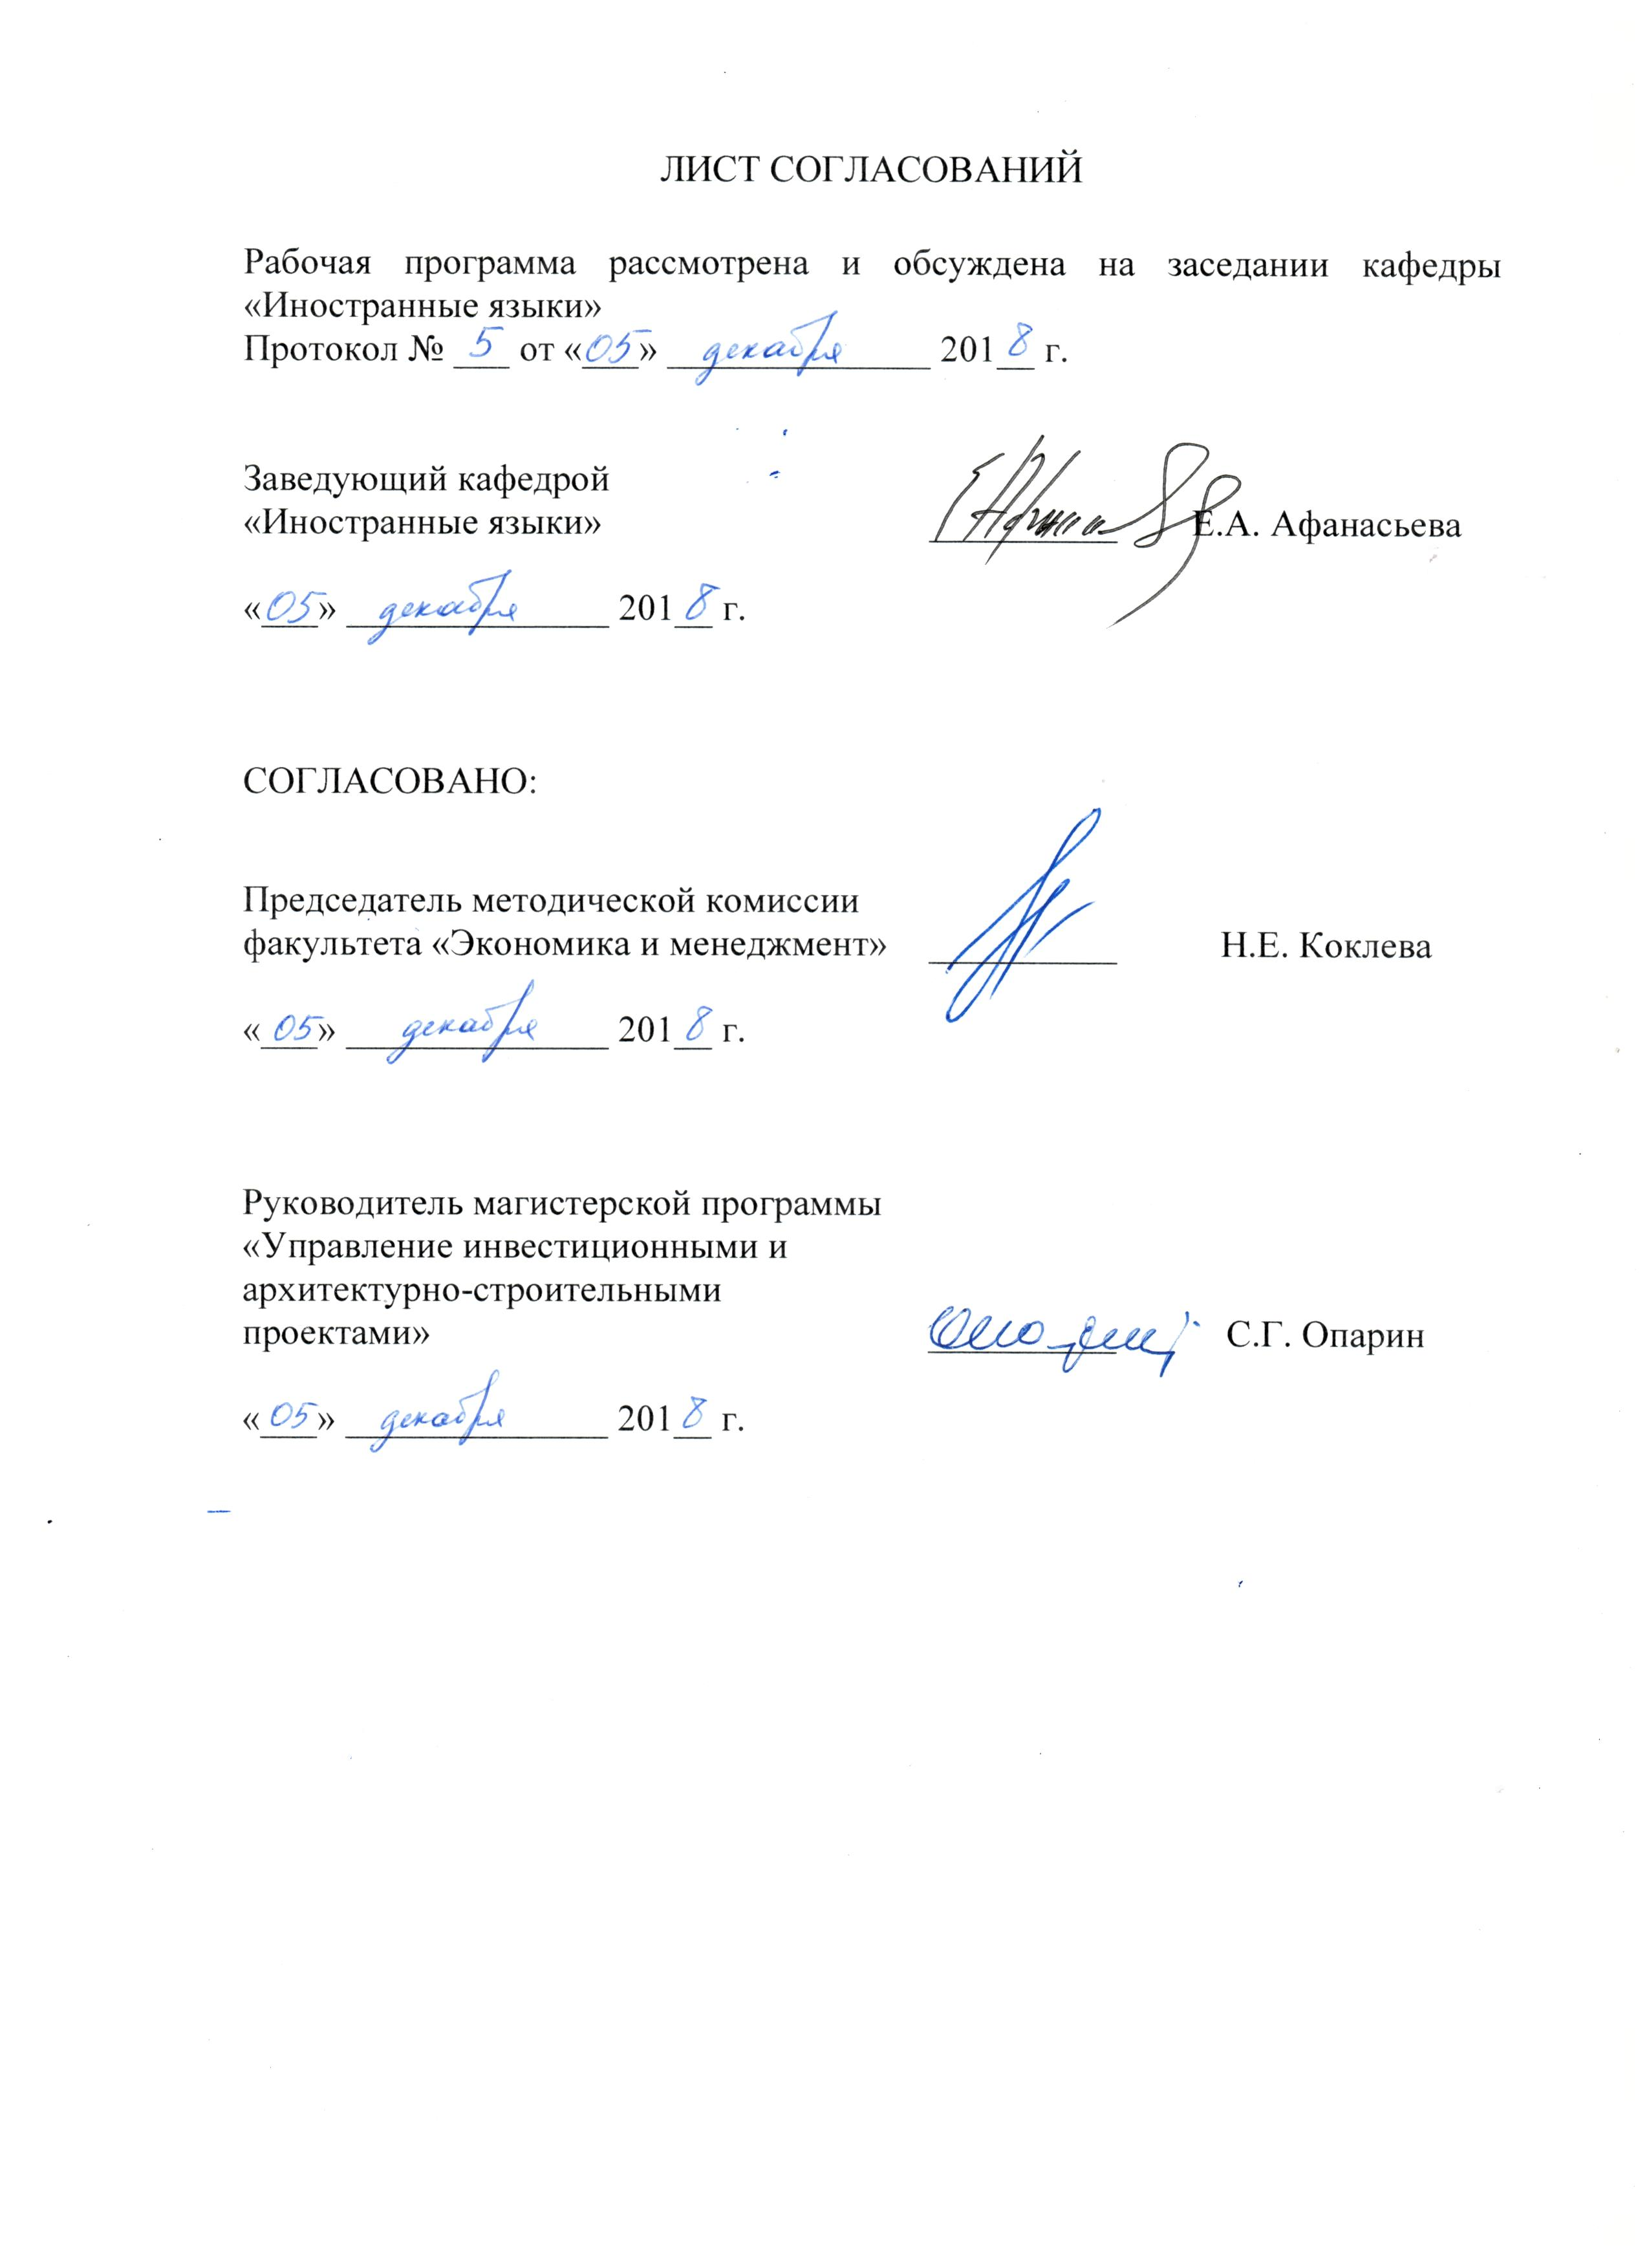 ЛИСТ СОГЛАСОВАНИЙ
Рабочая программа рассмотрена и обсуждена на заседании кафедры
«Иностранные языки»
Протокол № 5 от «05» декабря 2018 г.
Заведующий кафедрой
«Иностранные языки» Е.А. Афанасьева
«05» декабря 2018 г.
СОГЛАСОВАНО:
Председатель методической комиссии
факультета «Экономика и менеджмент» Н.Е. Коклева
«05» декабря 2018 г.
Руководитель магистерской программы
«Управление инвестиционными и
архитектурно-строительными
проектами» С.Г. Опарин
«05» декабря 2018 г.